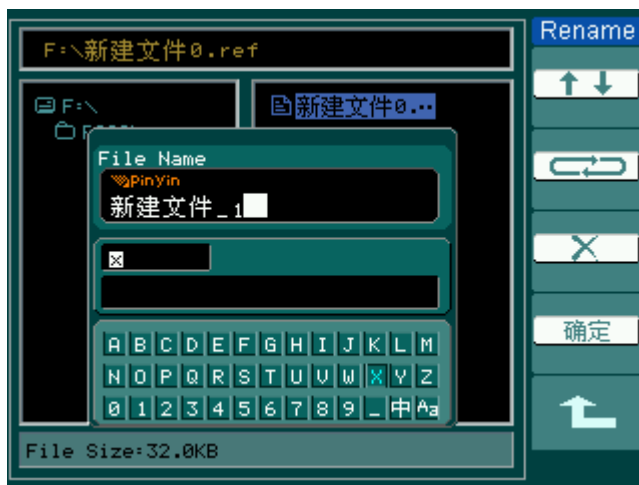 Rename
F:\新建文件0.ref
F:\
新建文件0.··
File Name
PinYin
新建文件_1
x
A B C D E F G H I J K L M
N O P Q R S T U V W X Y Z
0 1 2 3 4 5 6 7 8 9 _ 中 Aa
确定
File Size:32.0KB